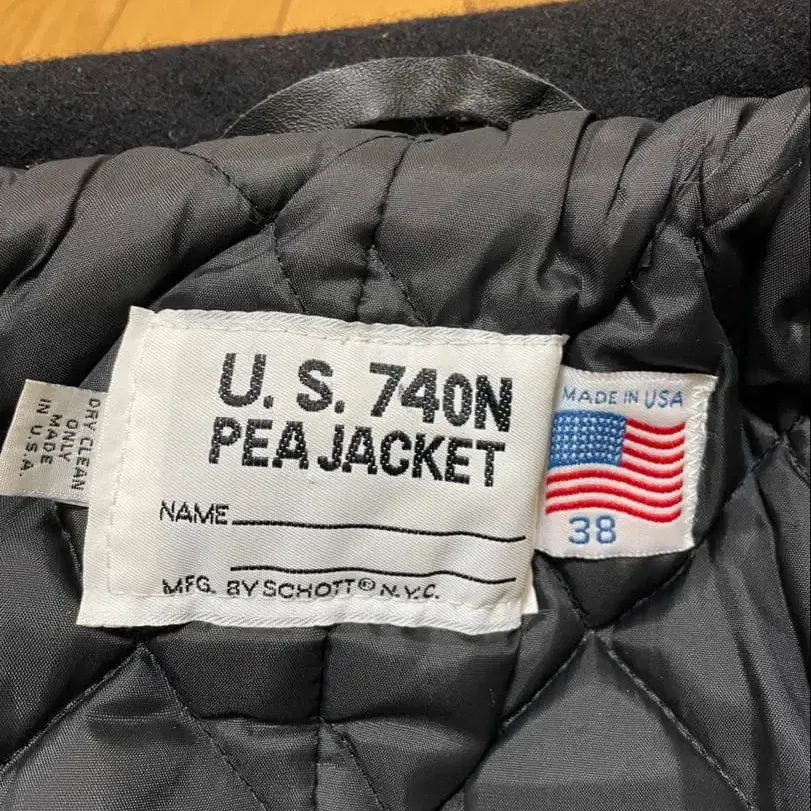 U. S. 740N
PEA JACKET
NAME
MFG. BY SCHOTT® N.Y.C.
DRY CLEAN
ONLY
MADE
IN U.S.A.
MADE IN USA
38